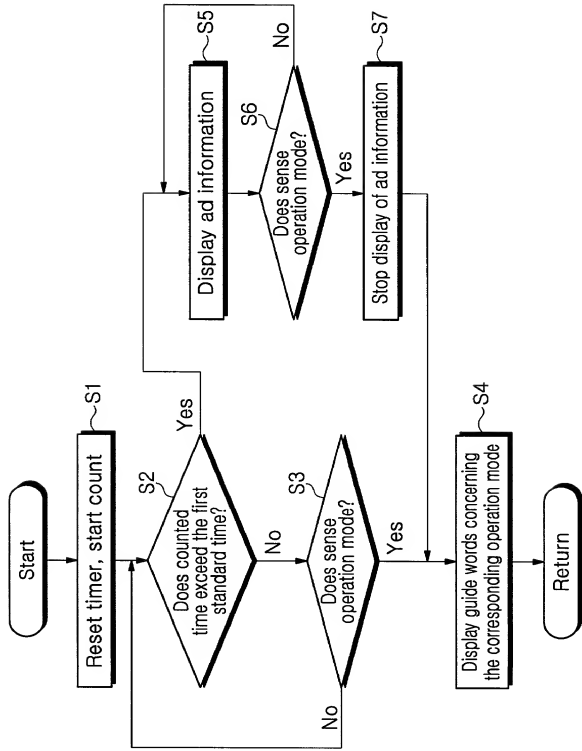 Start
Reset timer, start count
S1
Does counted
time exceed the first
standard time?
S2
Yes
No
Does sense
operation mode?
S3
No
Yes
Display guide words concerning
the corresponding operation mode
S4
Return
Display ad information
S5
Does sense
operation mode?
S6
No
Yes
Stop display of ad information
S7